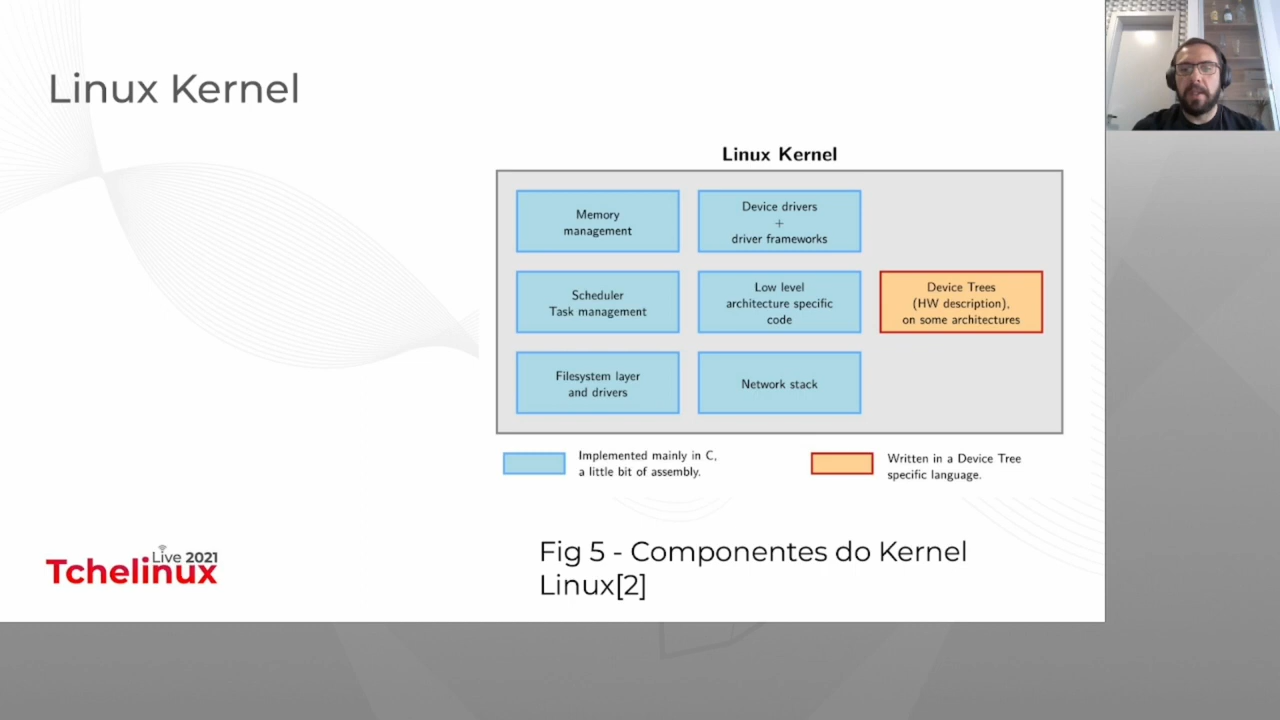 Linux Kernel
Linux Kernel
Memory
management
Device drivers
+
driver frameworks
Scheduler
Task management
Low level
architecture specific
code
Device Trees
(HW description),
on some architectures
Filesystem layer
and drivers
Network stack
Implemented mainly in C,
a little bit of assembly.
Written in a Device Tree
specific language.
Live 2021
Tchelinux
Fig 5 - Componentes do Kernel
Linux[2]